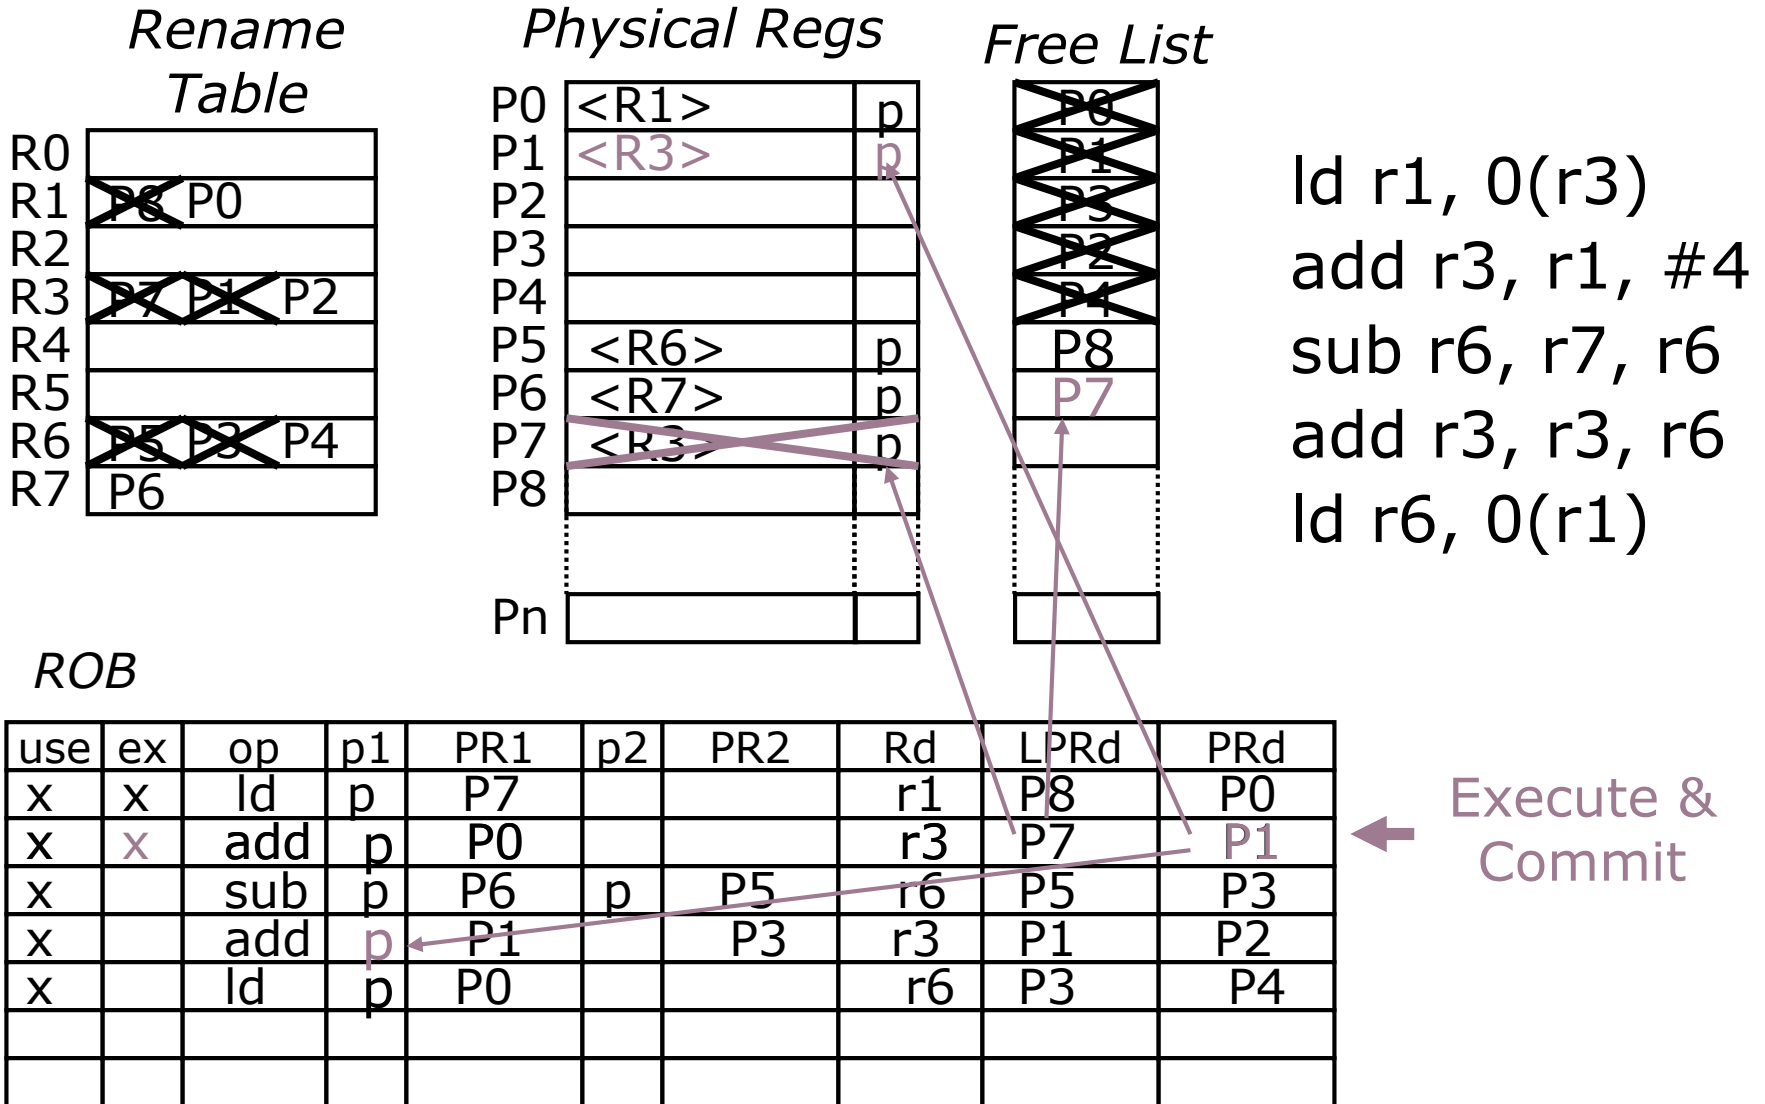 Rename
Table
R0
R1 P8 P0
R2
R3 P7 P1 P2
R4
R5
R6 P5 P3 P4
R7 P6
Physical Regs
P0 <R1> p
P1 <R3> p
P2
P3
P4
P5 <R6> p
P6 <R7> p
P7 <R3> p
P8
Pn
Free List
P0
P1
P3
P2
P4
P8
P7
ld r1, 0(r3)
add r3, r1, #4
sub r6, r7, r6
add r3, r3, r6
ld r6, 0(r1)
ROB
use ex op p1 PR1 p2 PR2 Rd LPRd PRd
x x ld p P7 r1 P8 P0
x x add p P0 r3 P7 P1
x sub p P6 p P5 r6 P5 P3
x add p P1 P3 r3 P1 P2
x ld p P0 r6 P3 P4
Execute &
Commit